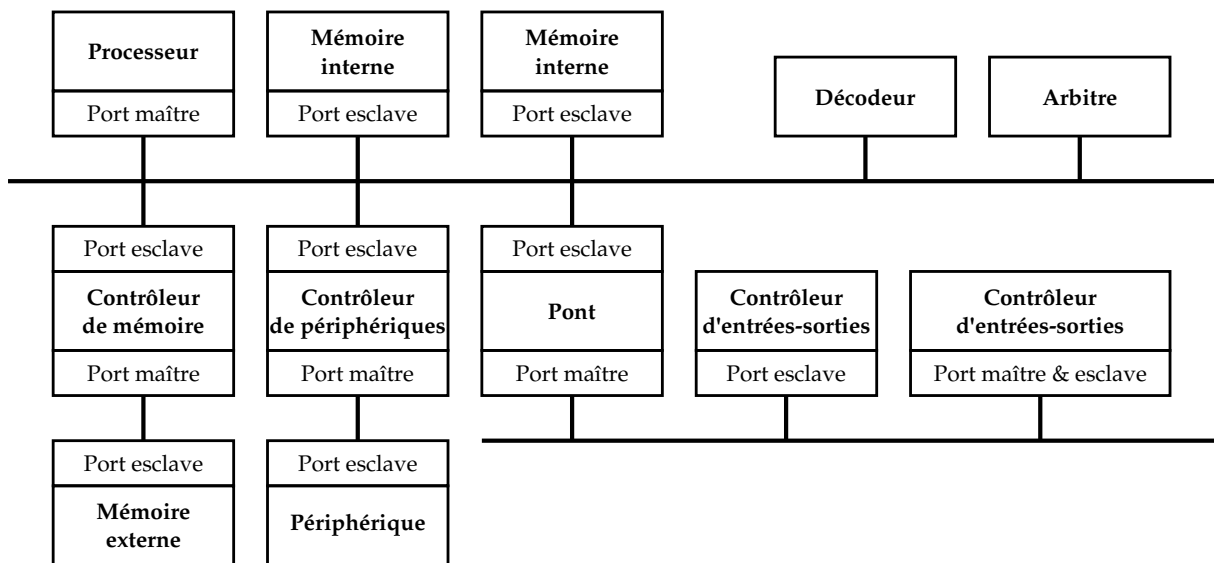 Processeur
Port maître
Mémoire
interne
Port esclave
Mémoire
interne
Port esclave
Décodeur
Arbitre
Port esclave
Contrôleur
de mémoire
Port maître
Port esclave
Contrôleur
de périphériques
Port maître
Port esclave
Pont
Port maître
Contrôleur
d'entrées-sorties
Port esclave
Contrôleur
d'entrées-sorties
Port maître & esclave
Port esclave
Mémoire
externe
Port esclave
Périphérique